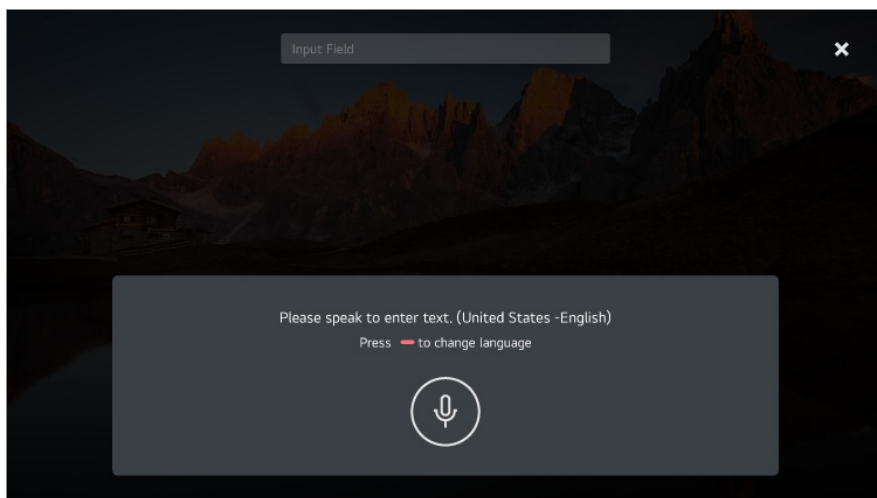 Input Field
Please speak to enter text. (United States -English)
Press to change language